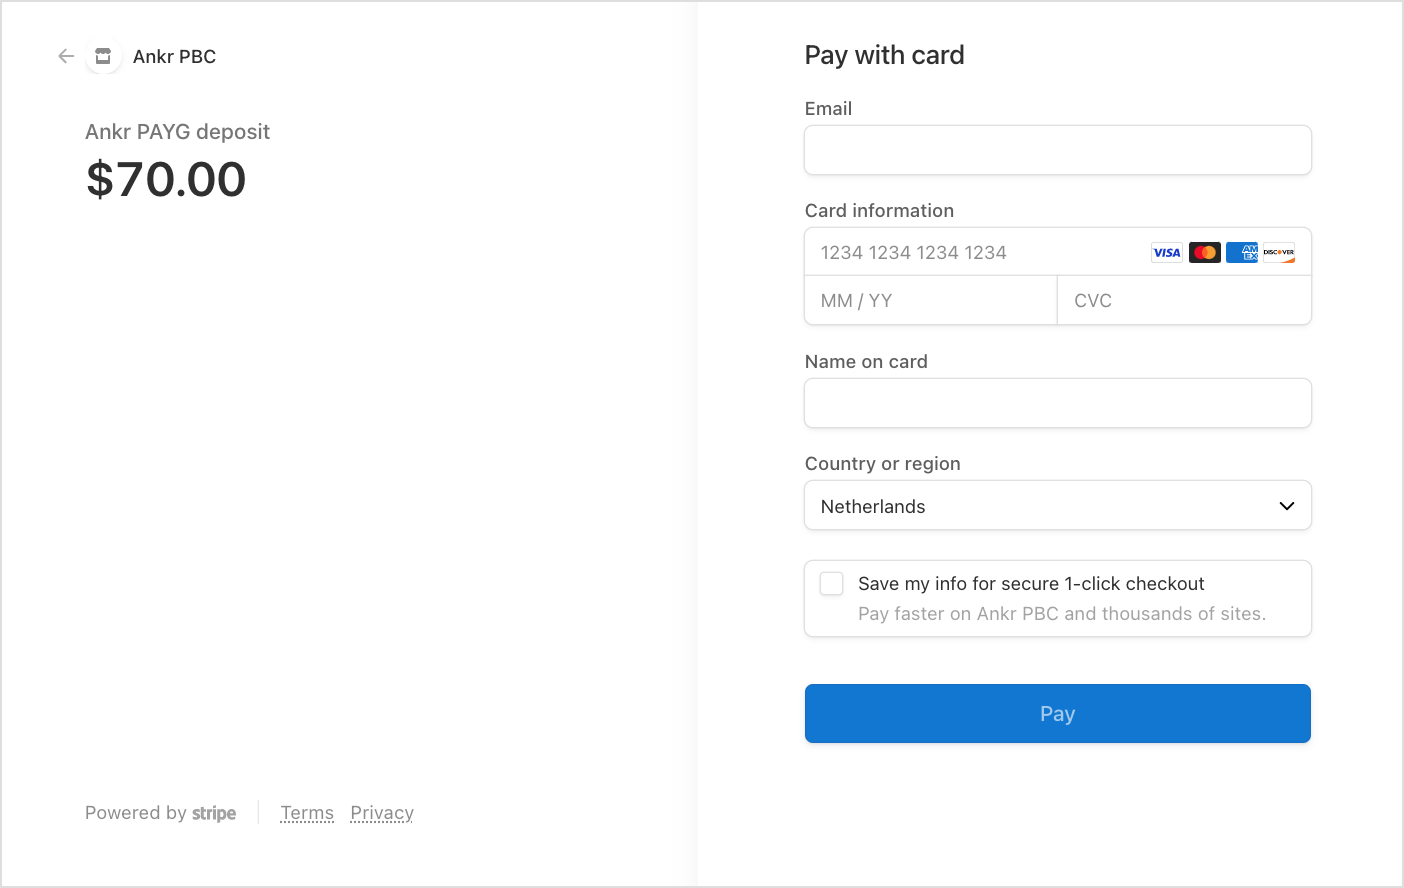 Ankr PBC
Ankr PAYG deposit
$70.00
Powered by stripe
Terms Privacy
Pay with card
Email
Card information
1234 1234 1234 1234 VISA AM EX DISCOVER
MM / YY CVC
Name on card
Country or region
Netherlands
Save my info for secure 1-click checkout
Pay faster on Ankr PBC and thousands of sites.
Pay